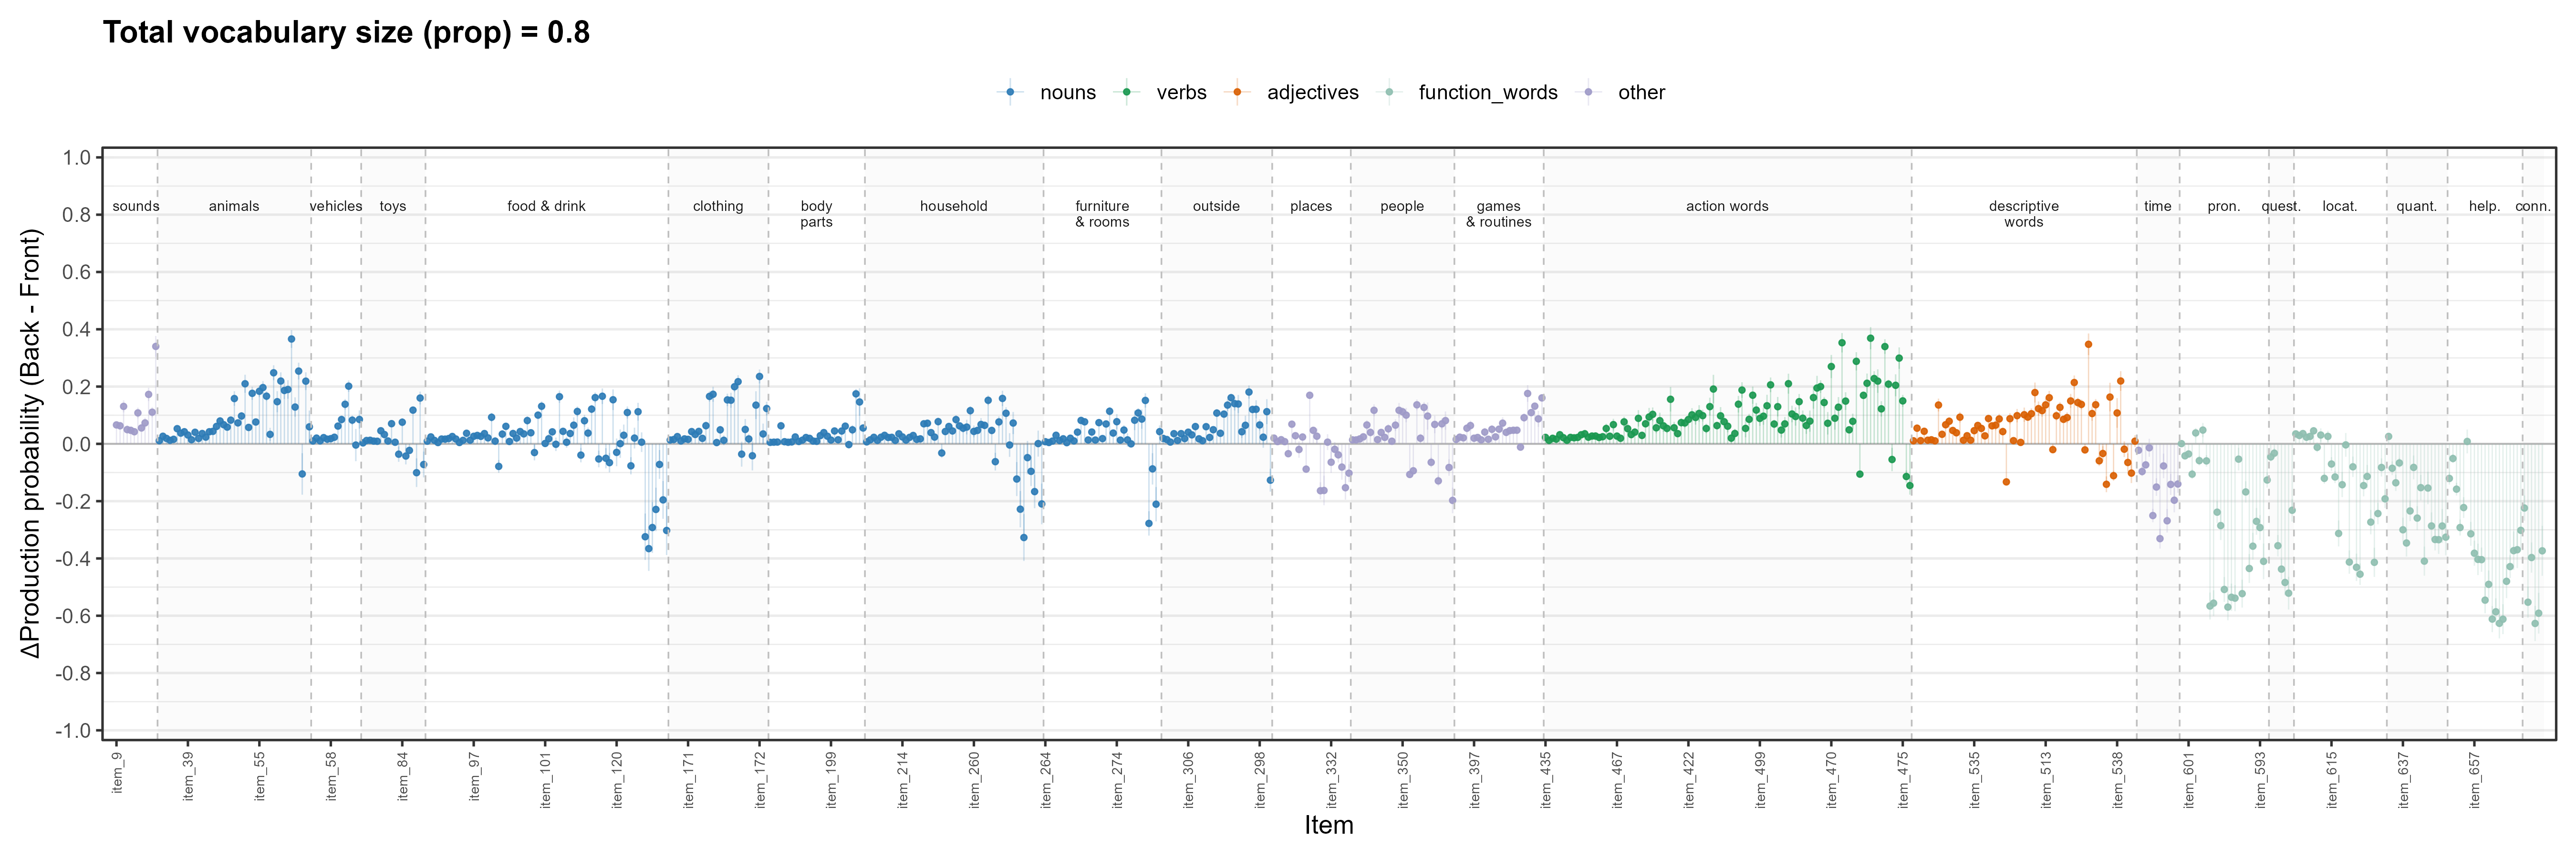 Total vocabulary size (prop) = 0.8
nouns verbs adjectives function_words other
ΔProduction probability (Back - Front)
1.0
0.8
0.6
0.4
0.2
0.0
-0.2
-0.4
-0.6
-0.8
-1.0
sounds animals vehicles toys food & drink clothing body parts household furniture & rooms outside places people games & routines action words descriptive words time pron. quest. locat. quant. help. conn.
item_9 item_39 item_55 item_58 item_84 item_97 item_101 item_120 item_171 item_172 item_195 item_214 item_260 item_264 item_274 item_306 item_298 item_332 item_350 item_397 item_435 item_467 item_422 item_499 item_470 item_475 item_535 item_513 item_538 item_601 item_593 item_615 item_637 item_657
Item